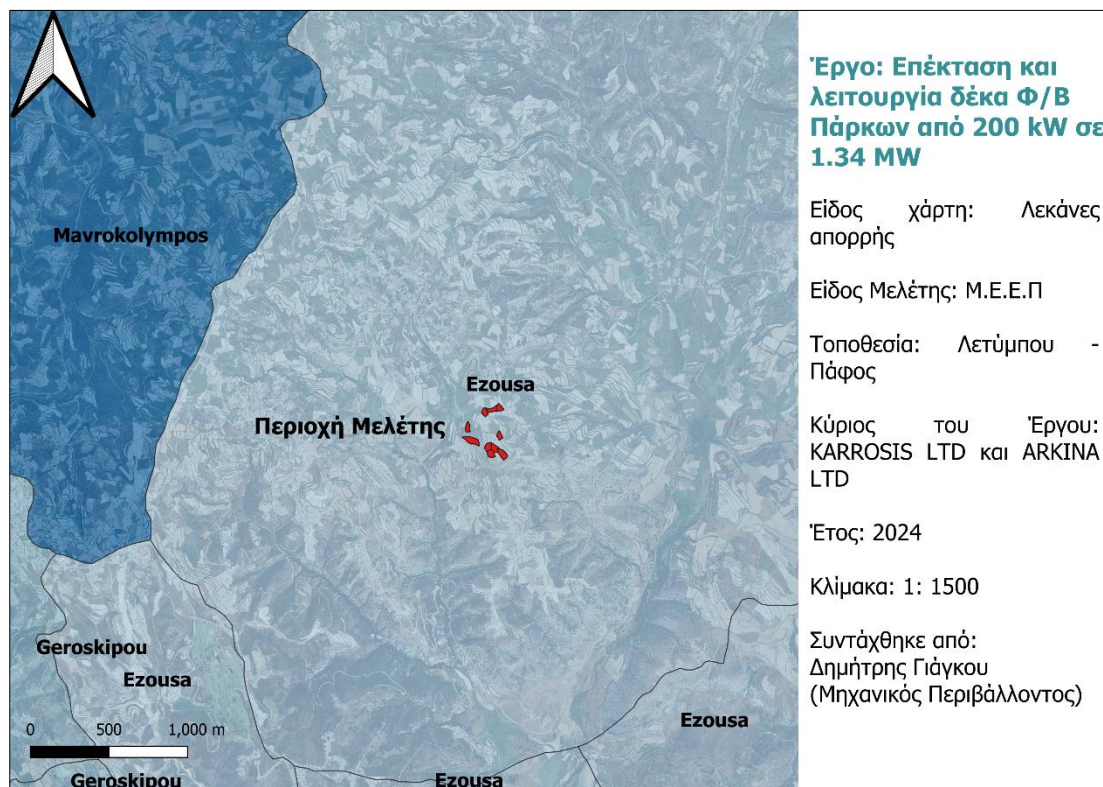 Mavrokolympos
Ezousa
Περιοχή Μελέτης
Geroskipou
Ezousa
Ezousa
0 500 1,000 m
Geroskipou
Ezousa
Έργο: Επέκταση και
λειτουργία δέκα Φ/Β
Πάρκων από 200 kW σε
1.34 MW
Είδος χάρτη: Λεκάνες
απορρής
Είδος Μελέτης: Μ.Ε.Ε.Π
Τοποθεσία: Λετύμπου -
Πάφος
Κύριος του Έργου:
KARROSIS LTD και ARKINA
LTD
Έτος: 2024
Κλίμακα: 1: 1500
Συντάχθηκε από:
Δημήτρης Γιάγκου
(Μηχανικός Περιβάλλοντος)